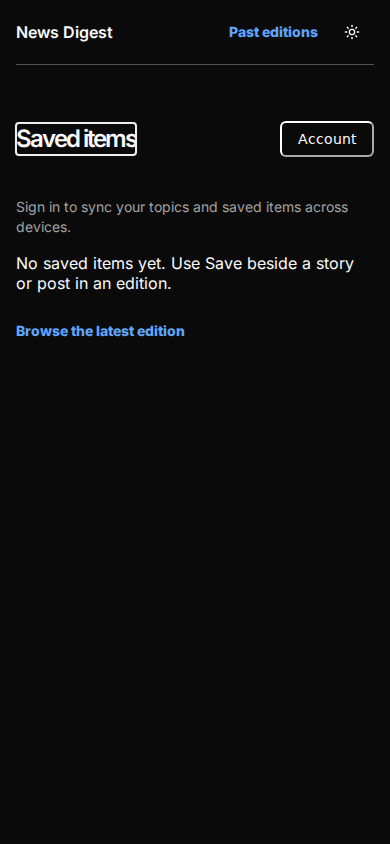 News Digest
Past editions
Saved items
Account
Sign in to sync your topics and saved items across
devices.
No saved items yet. Use Save beside a story
or post in an edition.
Browse the latest edition